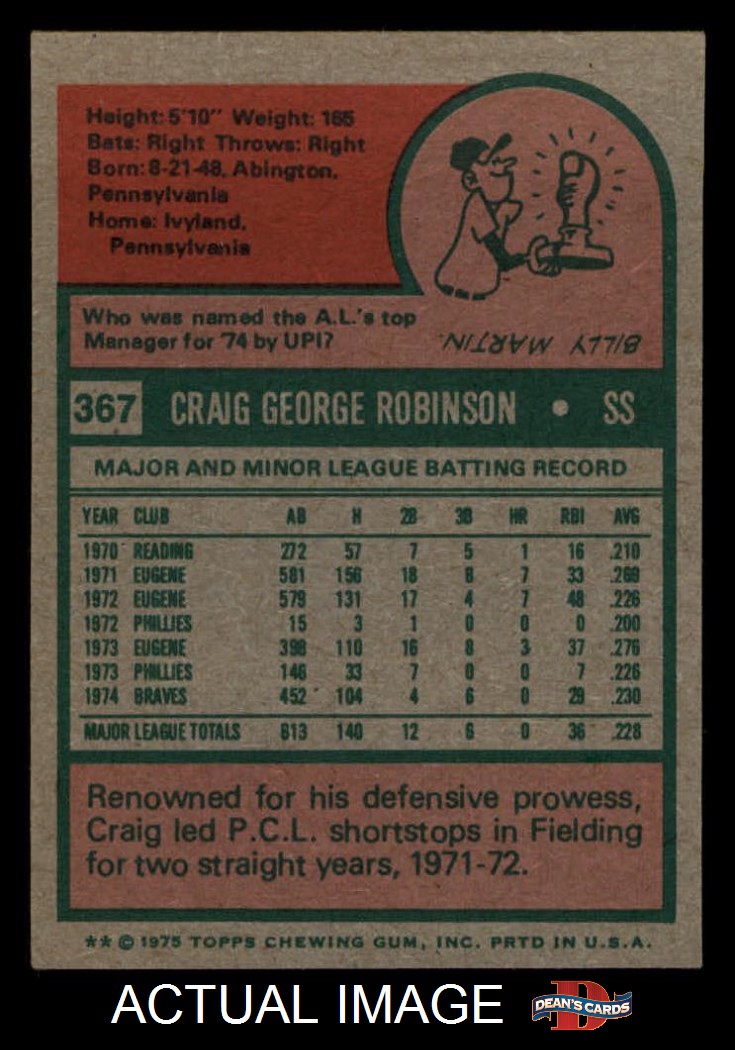 Height: 5'10" Weight: 165
Bats: Right Throws: Right
Born: 8-21-48, Abington,
Pennsylvania
Home: Ivyland,
Pennsylvania
Who was named the A.L.'s top
Manager for '74 by UPI?
BILLY MARTIN.
367 CRAIG GEORGE ROBINSON • SS
MAJOR AND MINOR LEAGUE BATTING RECORD
YEAR CLUB AB H 2B 3B HR RBI AVG
1970 READING 272 57 7 5 1 16 .210
1971 EUGENE 581 156 18 8 7 33 .269
1972 EUGENE 579 131 17 4 7 48 .226
1972 PHILLIES 15 3 1 0 0 0 .200
1973 EUGENE 398 110 16 8 3 37 .276
1973 PHILLIES 146 33 7 0 0 7 .226
1974 BRAVES 452 104 4 6 0 29 .230
MAJOR LEAGUE TOTALS 613 140 12 6 0 36 .228
Renowned for his defensive prowess,
Craig led P.C.L. shortstops in Fielding
for two straight years, 1971-72.
** © 1975 TOPPS CHEWING GUM, INC. PRTD IN U.S.A.
ACTUAL IMAGE
D
DEAN'S CARDS